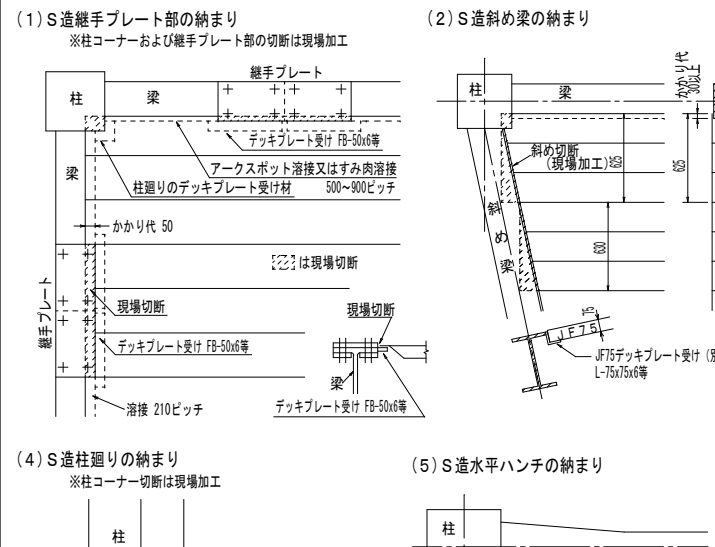 (1)S造継手プレート部の納まり
※柱コーナーおよび継手プレート部の切断は現場加工
継手プレート
柱
梁
デッキプレート受け FB-50x6等
アークスポット溶接又はすみ肉溶接
500~900ピッチ
柱廻りのデッキプレート受け材
梁
かかり代 50
は現場切断
継手プレート
現場切断
デッキプレート受け FB-50x6等
溶接 210ピッチ
現場切断
梁
デッキプレート受け FB-50x6等
(2)S造斜め梁の納まり
柱
梁
かかり代
30以上
斜め切断
(現場加工)
625
625
斜め梁
630
75
JF75
JF75デッキプレート受け(別
L-75x75x6等
(4)S造柱廻りの納まり
※柱コーナー切断は現場加工
柱
(5)S造水平ハンチの納まり
柱